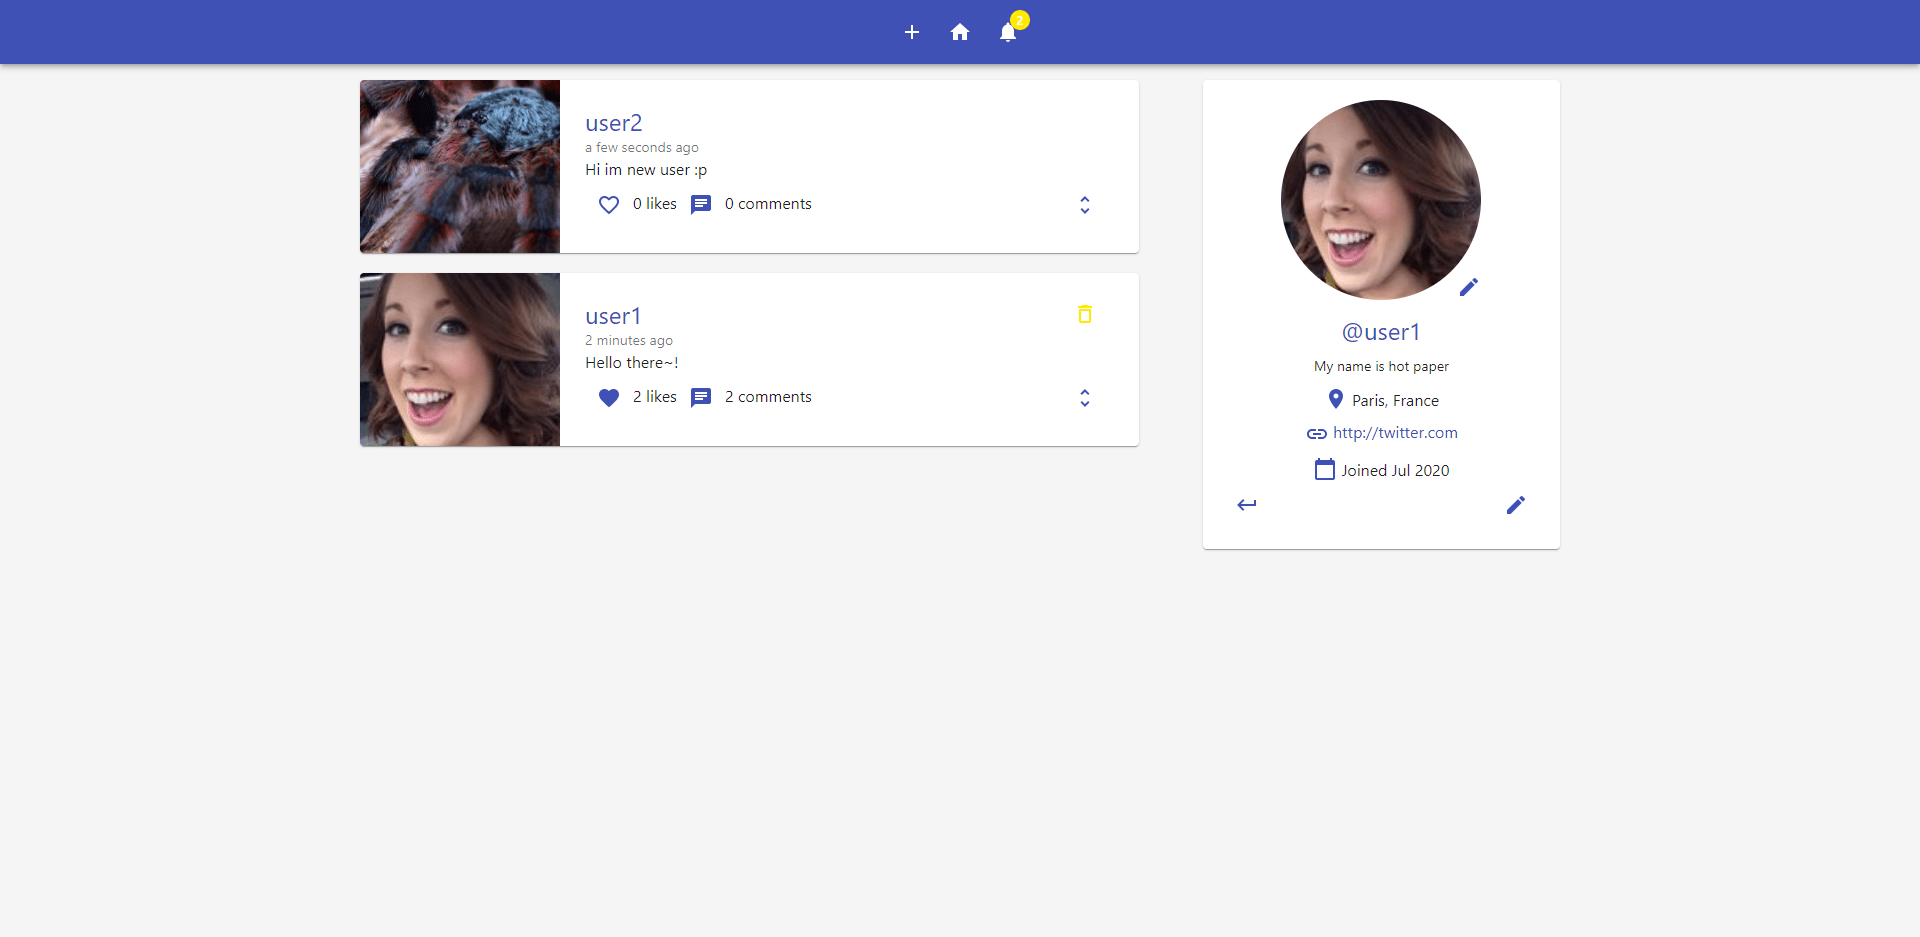 2
user2
a few seconds ago
Hi im new user :p
0 likes
0 comments
user1
2 minutes ago
Hello there~!
2 likes
2 comments
@user1
My name is hot paper
Paris, France
http://twitter.com
Joined Jul 2020